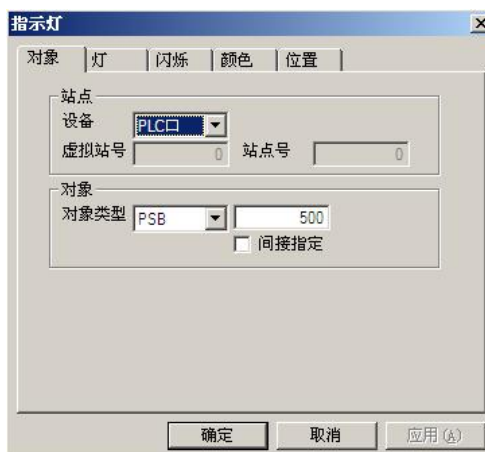 指示灯
对象 灯 闪烁 颜色 位置
站点
设备 PLC口
虚拟站号 0 站点号 0
对象
对象类型 PSB 500
间接指定
确定 取消 应用(A)